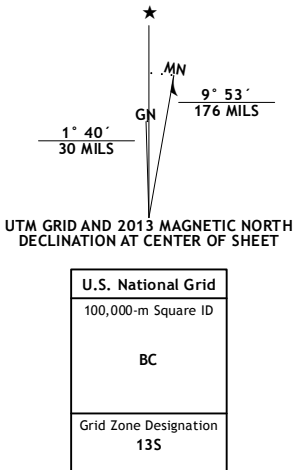 ★
MN
GN
9° 53´
176 MILS
1° 40´
30 MILS
UTM GRID AND 2013 MAGNETIC NORTH
DECLINATION AT CENTER OF SHEET
U.S. National Grid
100,000-m Square ID
BC
Grid Zone Designation
13S